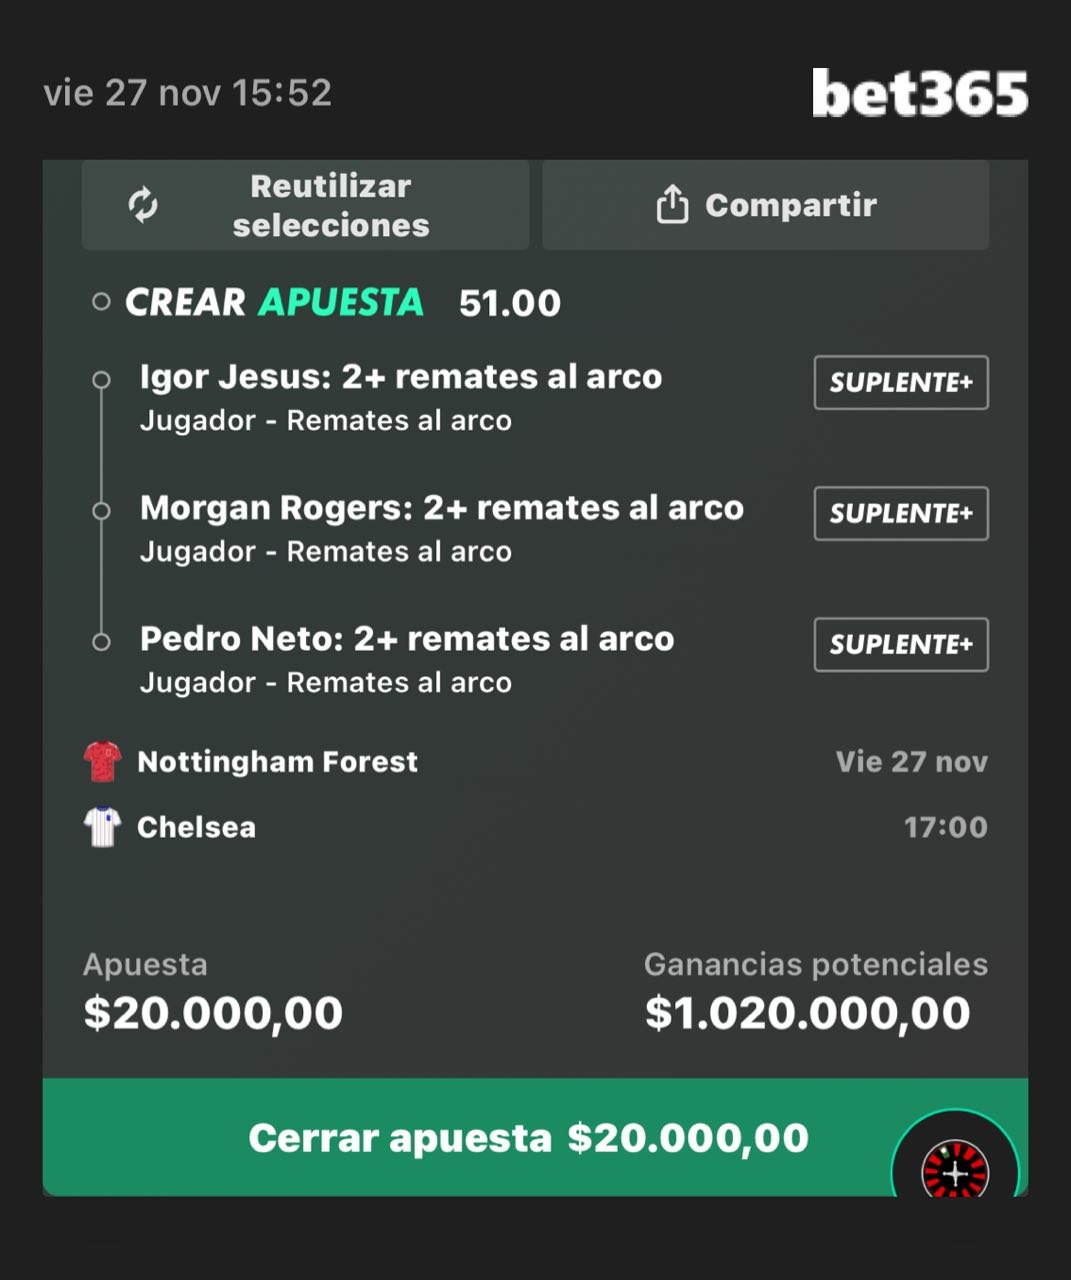 vie 27 nov 15:52
bet365
Reutilizar
selecciones
Compartir
CREAR APUESTA 51.00
Igor Jesus: 2+ remates al arco
SUPLENTE+
Jugador - Remates al arco
Morgan Rogers: 2+ remates al arco
SUPLENTE+
Jugador - Remates al arco
Pedro Neto: 2+ remates al arco
SUPLENTE+
Jugador - Remates al arco
Nottingham Forest
Vie 27 nov
Chelsea
17:00
Apuesta
Ganancias potenciales
$20.000,00
$1.020.000,00
Cerrar apuesta $20.000,00